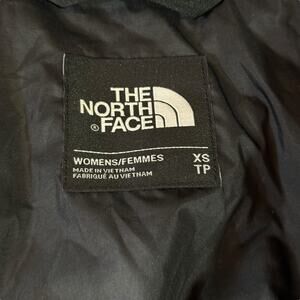 THE
NORTH
® FACE
WOMENS/FEMMES XS
MADE IN VIETNAM TP
FABRIQUÉ AU VIETNAM